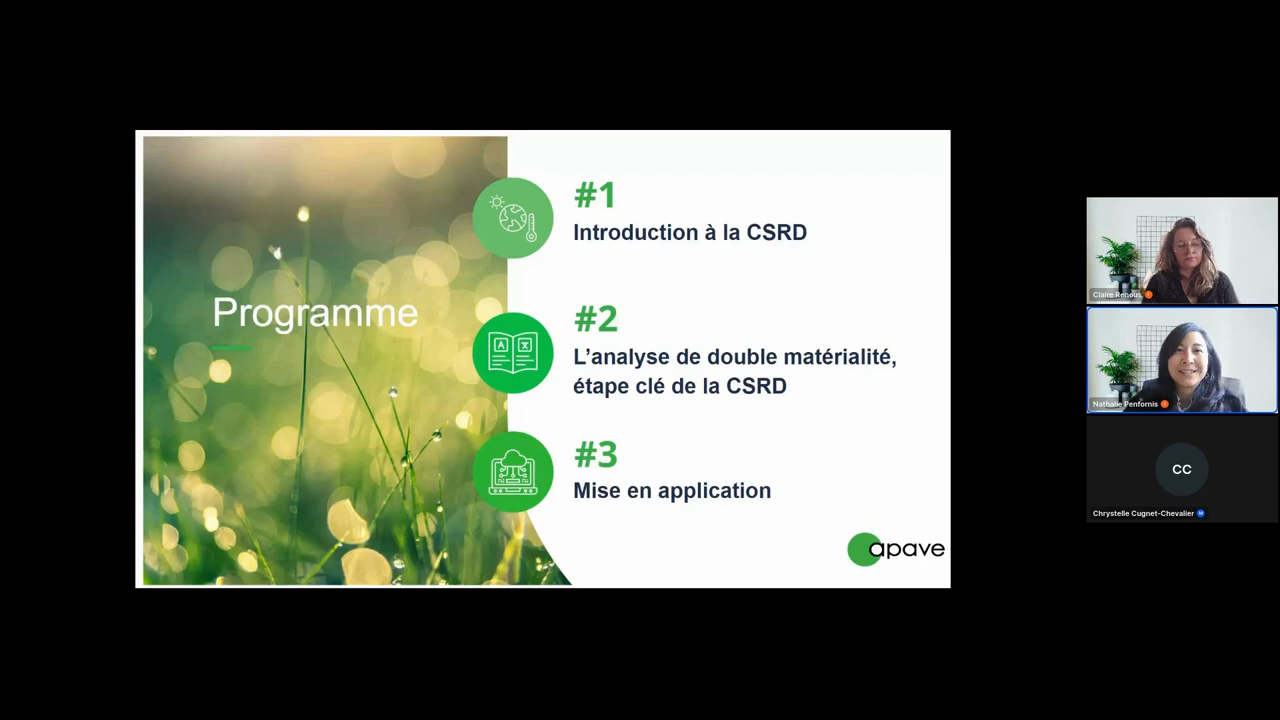 Programme
#1
Introduction à la CSRD
#2
L'analyse de double matérialité,
étape clé de la CSRD
#3
Mise en application
apave
Claire Renous..
Nathalie Penfornis
CC
Chrystelle Cugnet-Chevalier